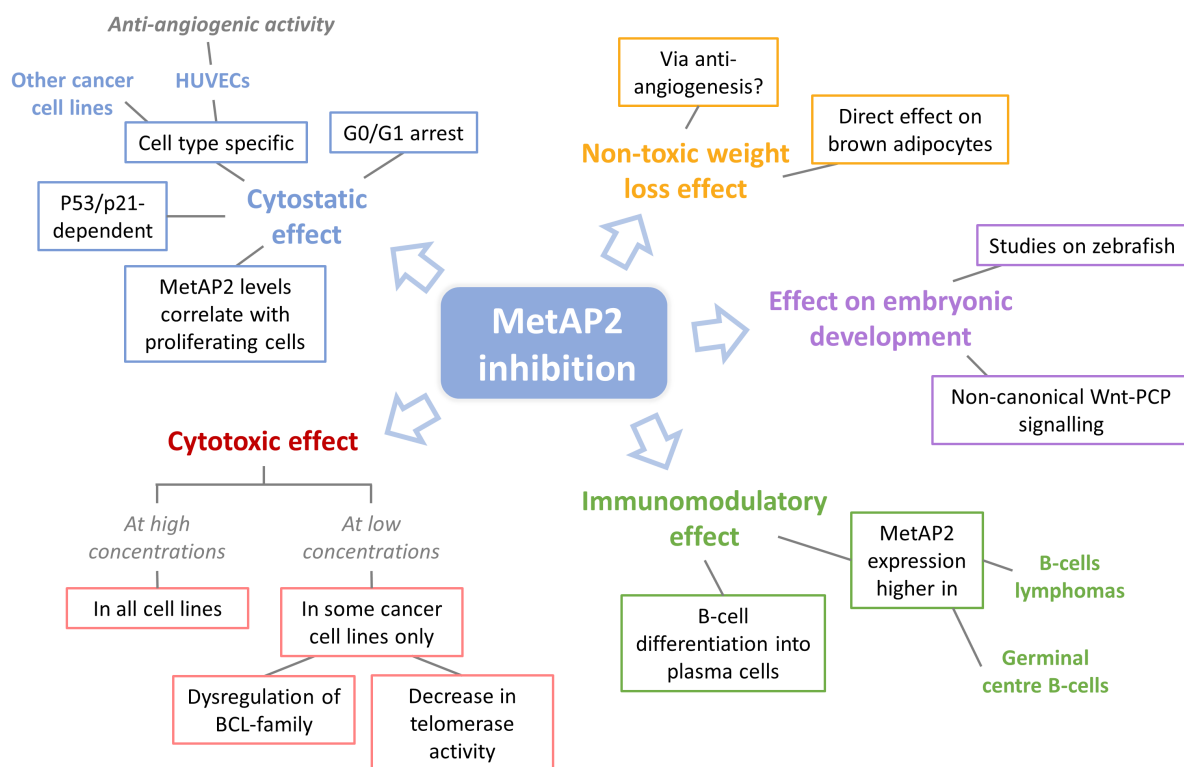 Anti-angiogenic activity
Other cancer
cell lines
HUVECs
Cell type specific
G0/G1 arrest
P53/p21-
dependent
Cytostatic
effect
MetAP2 levels
correlate with
proliferating cells
Via anti-
angiogenesis?
Direct effect on
brown adipocytes
Non-toxic weight
loss effect
Studies on zebrafish
Effect on embryonic
development
Non-canonical Wnt-PCP
signalling
MetAP2
inhibition
Cytotoxic effect
At high
concentrations
At low
concentrations
In all cell lines
In some cancer
cell lines only
Dysregulation of
BCL-family
Decrease in
telomerase
activity
Immunomodulatory
effect
MetAP2
expression
higher in
B-cells
lymphomas
Germinal
centre B-cells
B-cell
differentiation into
plasma cells